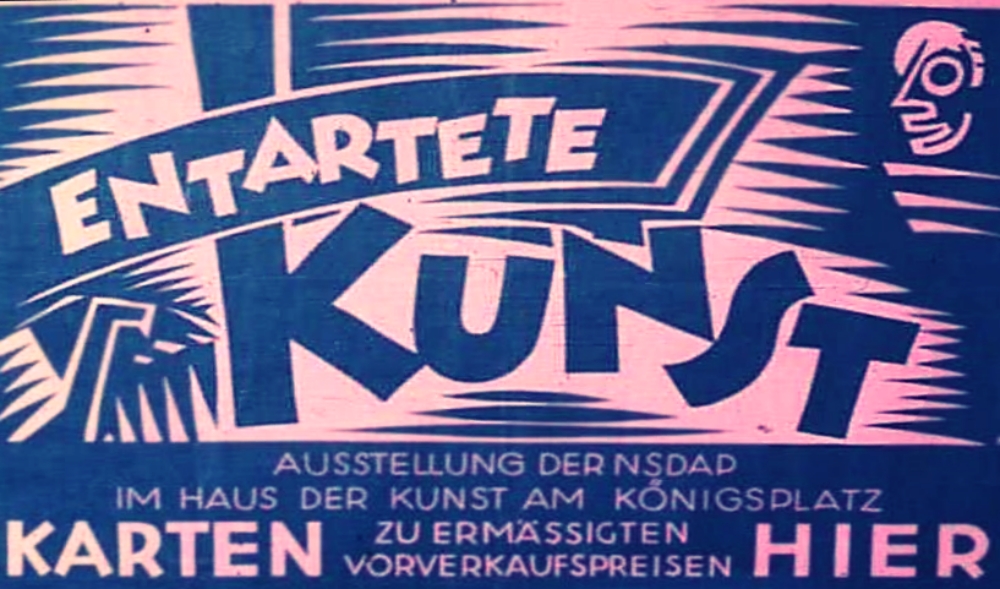 ENTARTETE
KUNST
AUSSTELLUNG DER NSDAP
IM HAUS DER KUNST AM KÖNIGSPLATZ
KARTEN ZU ERMÄSSIGTEN VORVERKAUFSPREISEN HIER